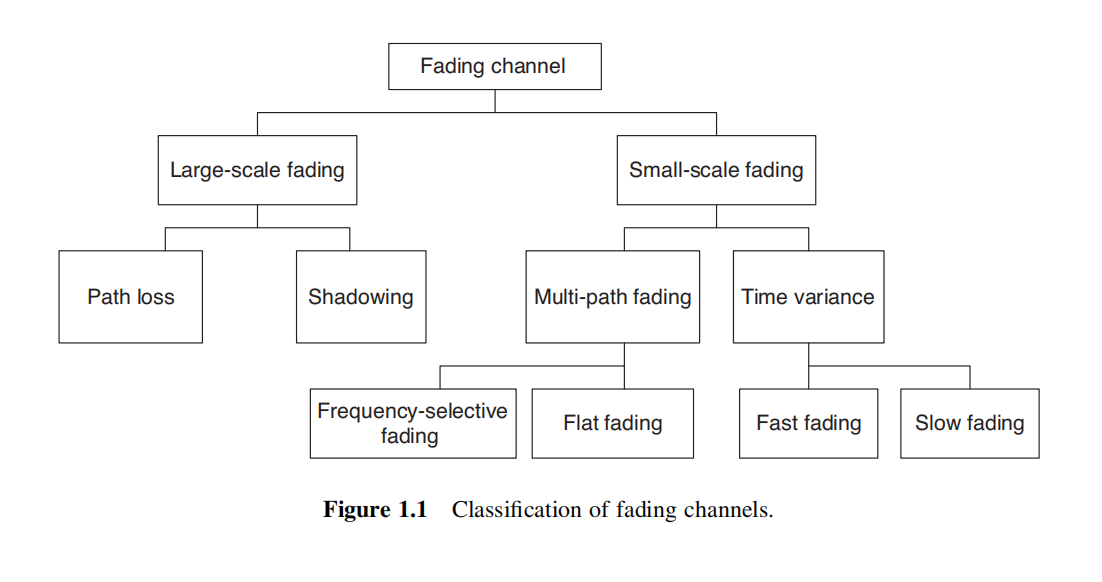 Fading channel
Large-scale fading
Small-scale fading
Path loss
Shadowing
Multi-path fading
Time variance
Frequency-selective
fading
Flat fading
Fast fading
Slow fading
Figure 1.1 Classification of fading channels.